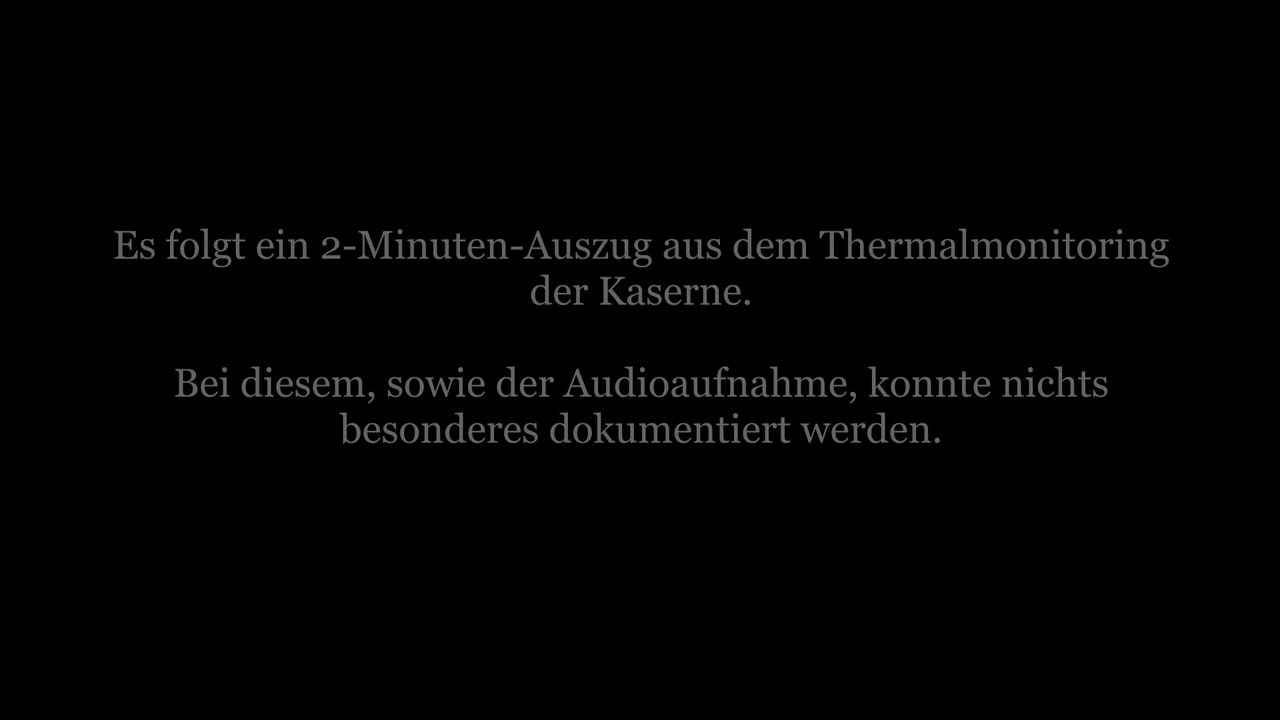 Es folgt ein 2-Minuten-Auszug aus dem Thermalmonitoring
der Kaserne.
Bei diesem, sowie der Audioaufnahme, konnte nichts
besonderes dokumentiert werden.